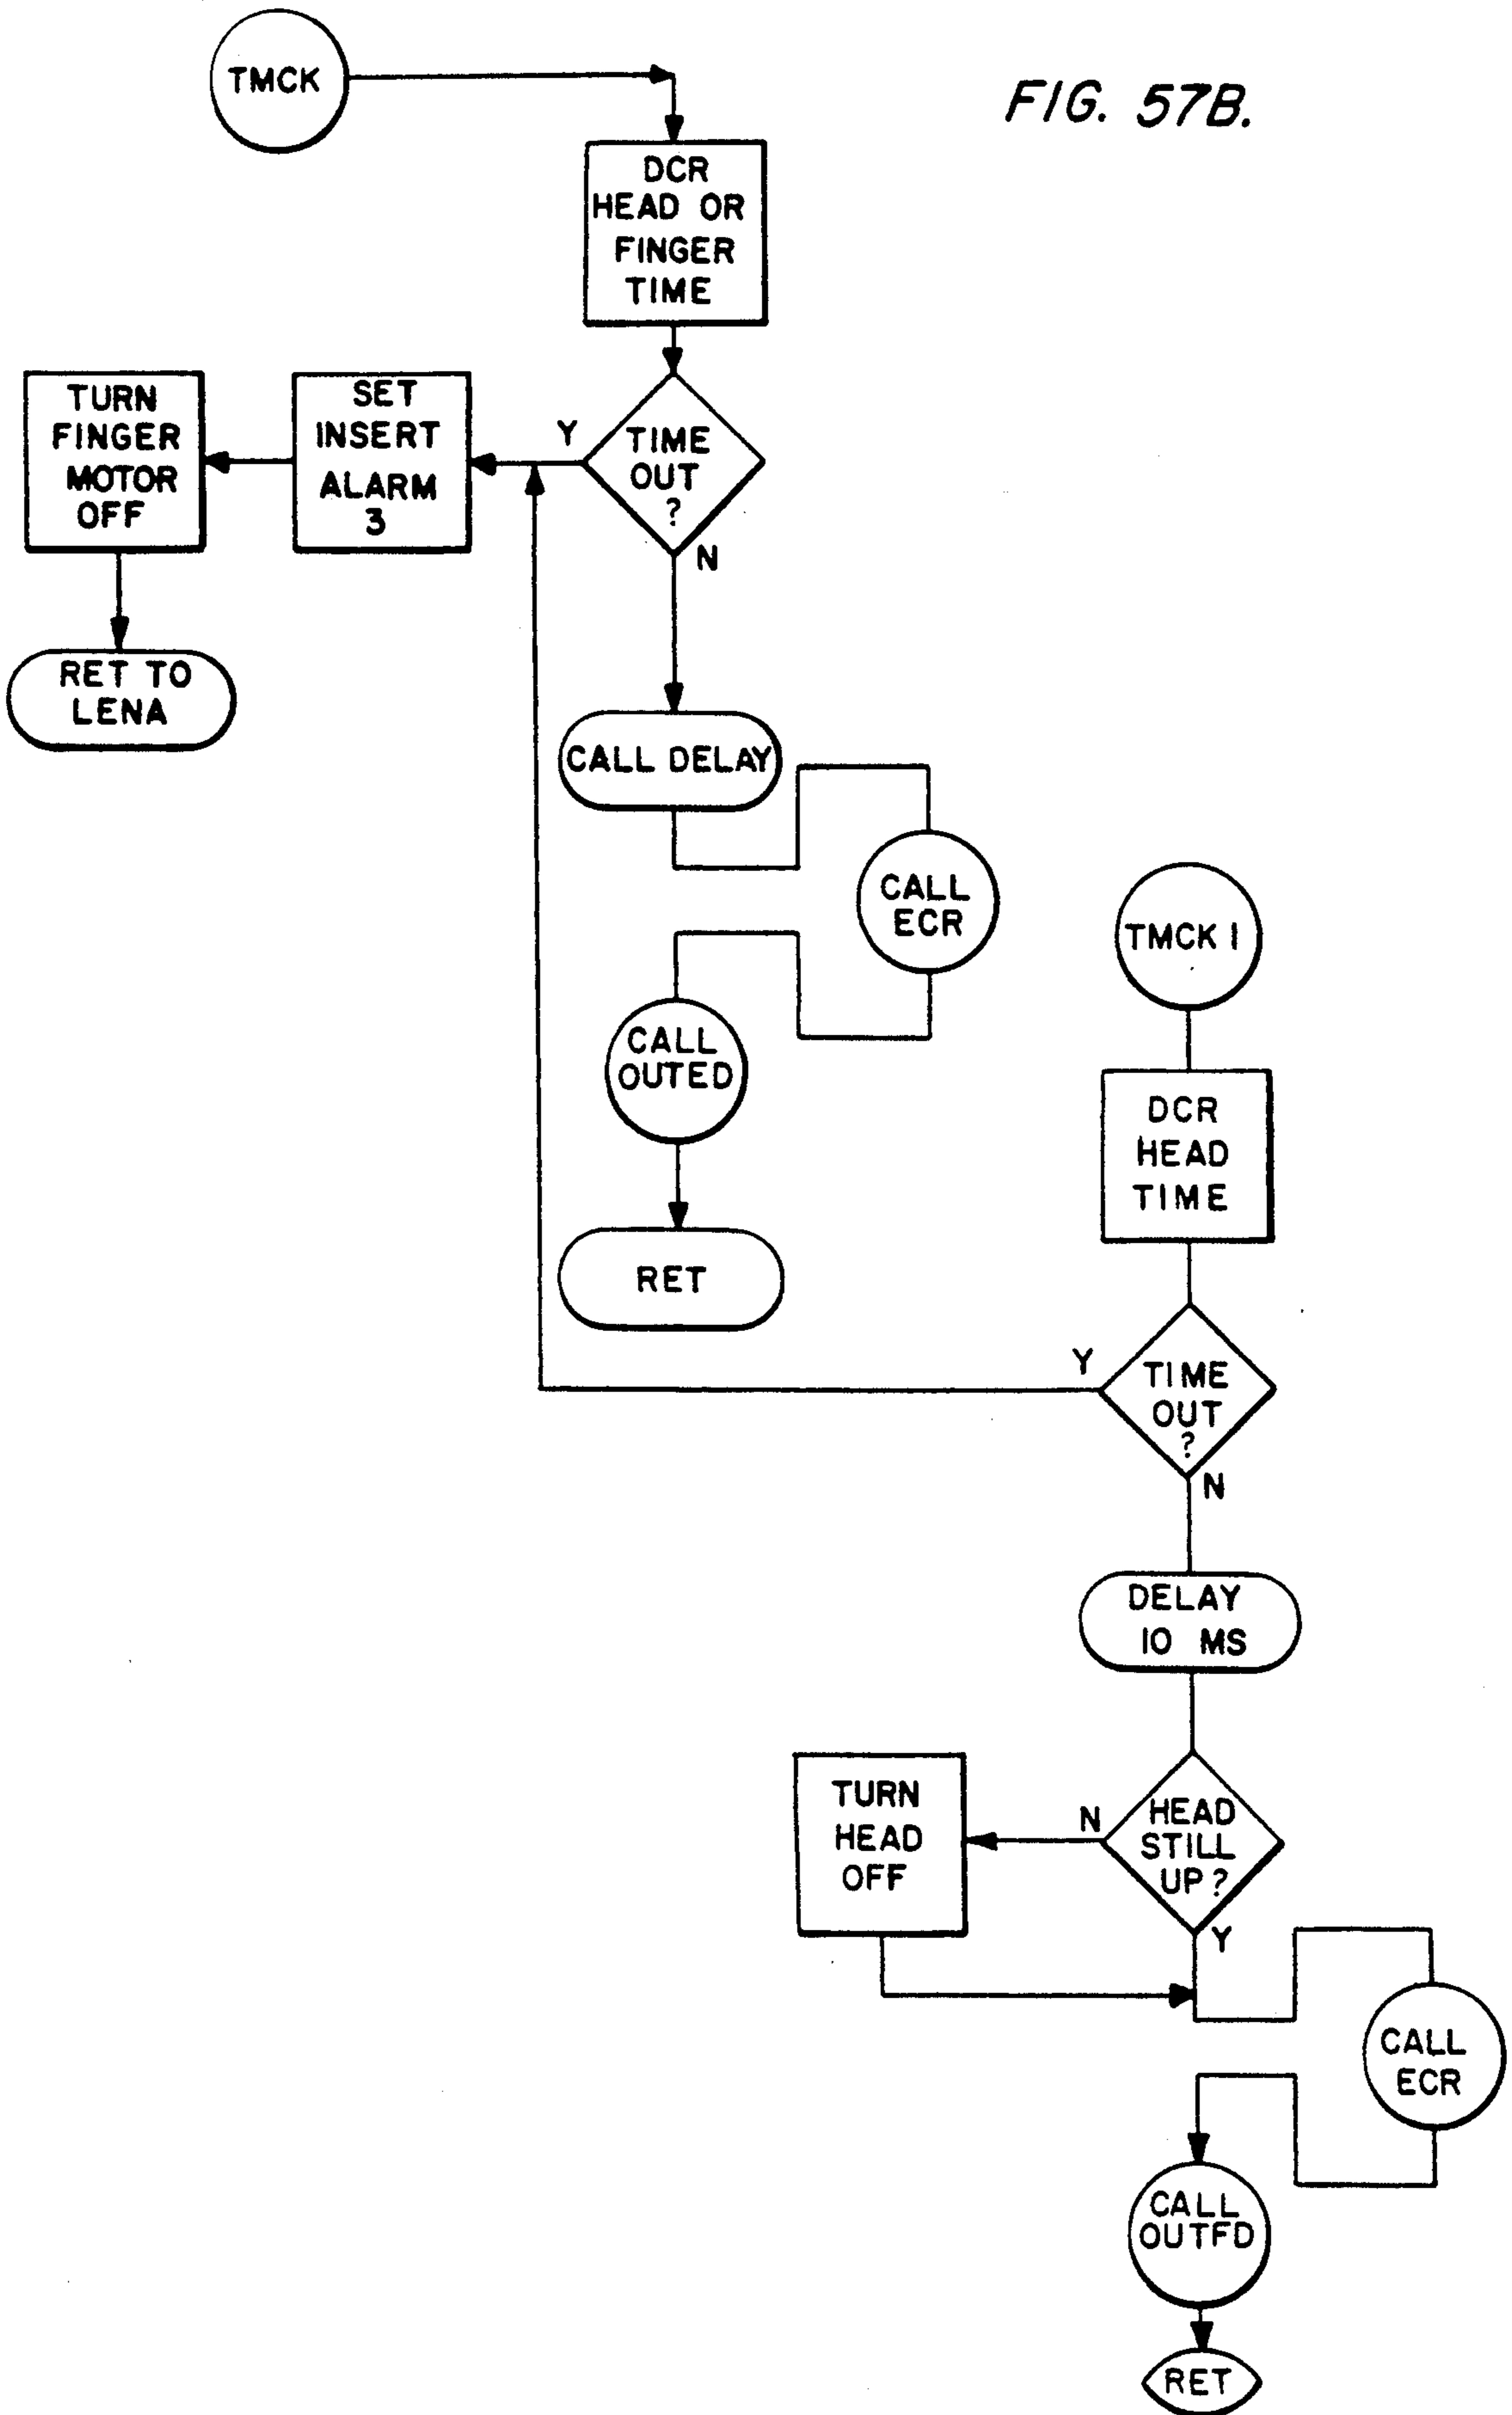 TMCK
FIG. 57B.
DCR
HEAD OR
FINGER
TIME
TURN
FINGER
MOTOR
OFF
SET
INSERT
ALARM
3
Y
TIME
OUT
?
N
RET TO
LENA
CALL DELAY
CALL
ECR
CALL
OUTED
RET
TMCK 1
DCR
HEAD
TIME
Y
TIME
OUT
?
N
DELAY
10 MS
TURN
HEAD
OFF
N
HEAD
STILL
UP?
Y
CALL
ECR
CALL
OUTFD
RET